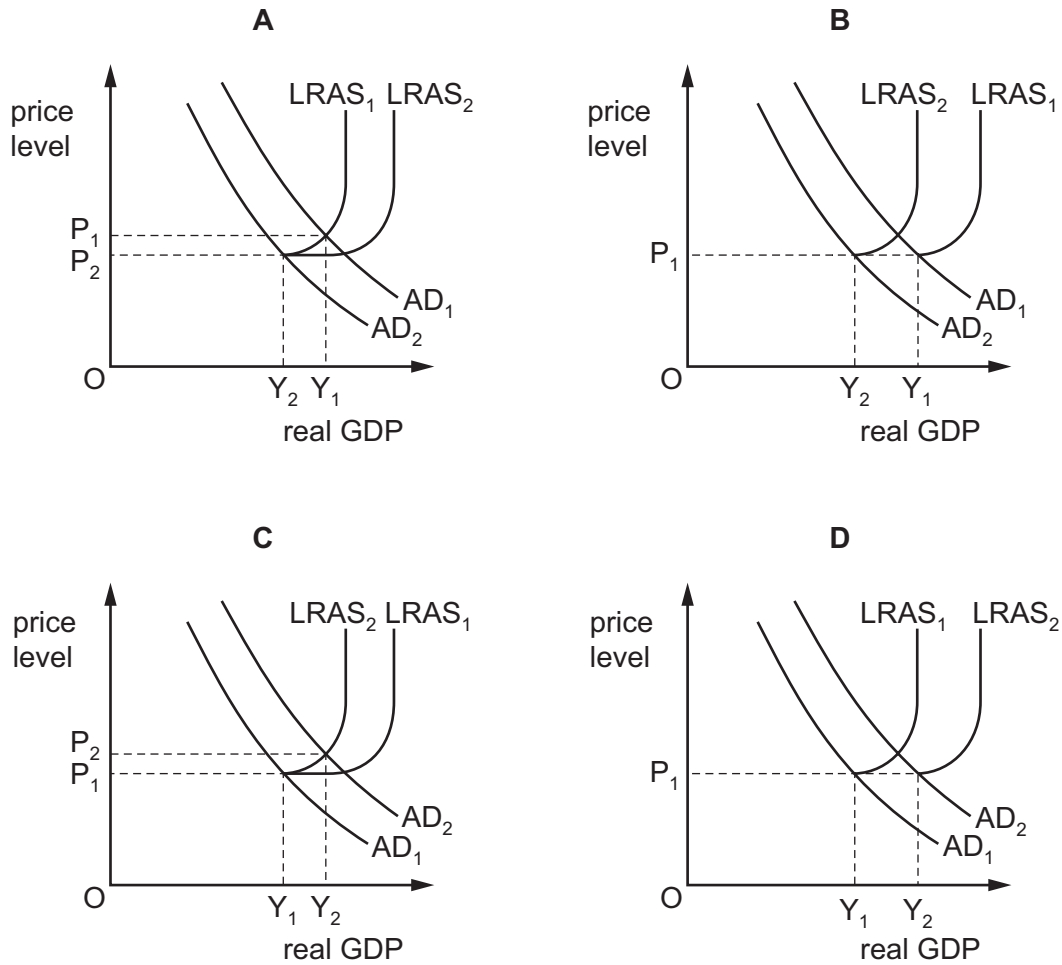 A
price
level
LRAS₁ LRAS₂
P₁
P₂
AD₁
AD₂
O
Y₂ Y₁
real GDP
B
price
level
LRAS₂ LRAS₁
P₁
AD₁
AD₂
O
Y₂ Y₁
real GDP
C
price
level
LRAS₂ LRAS₁
P₂
P₁
AD₂
AD₁
O
Y₁ Y₂
real GDP
D
price
level
LRAS₁ LRAS₂
P₁
AD₂
AD₁
O
Y₁ Y₂
real GDP